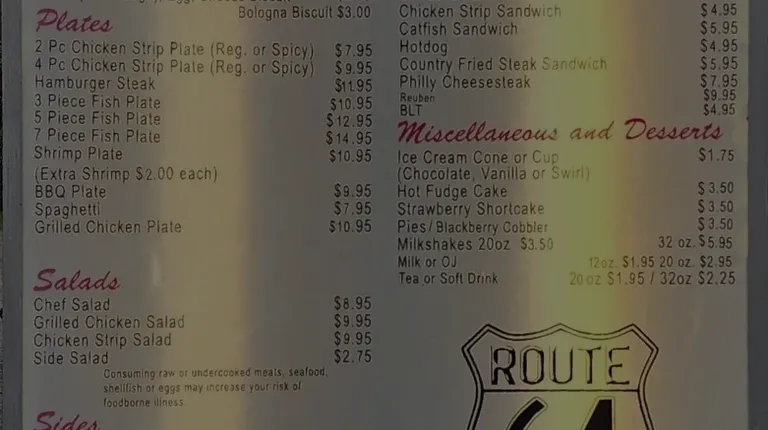 Bologna Biscuit $3.00
Plates
2 Pc Chicken Strip Plate (Reg. or Spicy) $7.95
4 Pc Chicken Strip Plate (Reg. or Spicy) $9.95
Hamburger Steak $11.95
3 Piece Fish Plate $10.95
5 Piece Fish Plate $12.95
7 Piece Fish Plate $14.95
Shrimp Plate $10.95
(Extra Shrimp $2.00 each)
BBQ Plate $9.95
Spaghetti $7.95
Grilled Chicken Plate $10.95
Salads
Chef Salad $8.95
Grilled Chicken Salad $9.95
Chicken Strip Salad $9.95
Side Salad $2.75
Consuming raw or undercooked meats, seafood,
shellfish or eggs may increase your risk of
foodborne illness.
Sides
Chicken Strip Sandwich $4.95
Catfish Sandwich $5.95
Hotdog $4.95
Country Fried Steak Sandwich $5.95
Philly Cheesesteak $7.95
Reuben $9.95
BLT $4.95
Miscellaneous and Desserts
Ice Cream Cone or Cup $1.75
(Chocolate, Vanilla or Swirl)
Hot Fudge Cake $3.50
Strawberry Shortcake $3.50
Pies/Blackberry Cobbler $3.50
Milkshakes 20oz $3.50 32 oz. $5.95
Milk or OJ 12oz. $1.95 20 oz. $2.95
Tea or Soft Drink 20oz $1.95 / 32oz $2.25
ROUTE
64